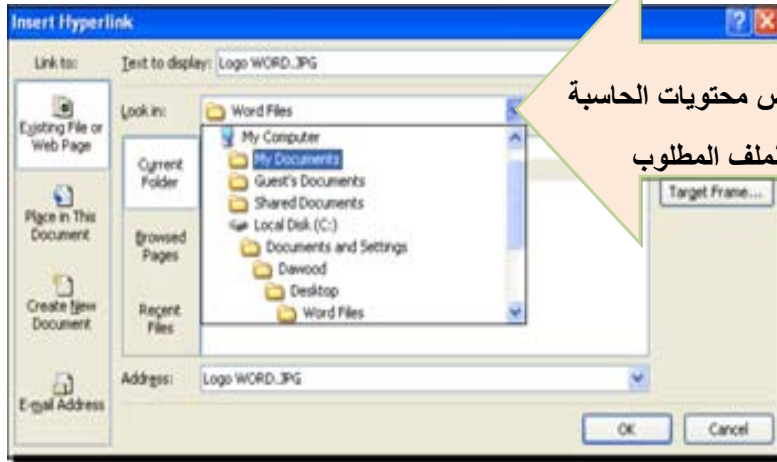 Insert Hyperlink
Link to:
Text to display: Logo WORD.JPG
Existing File or
Web Page
Place in This
Document
Create New
Document
E-mail Address
Look in: Word Files
Current
Folder
Browsed
Pages
Recent
Files
My Computer
My Documents
Guest's Documents
Shared Documents
Local Disk (C:)
Documents and Settings
Dawood
Desktop
Word Files
محتويات الحاسبة
المطلوب
Target Frame...
Address: Logo WORD.JPG
OK
Cancel